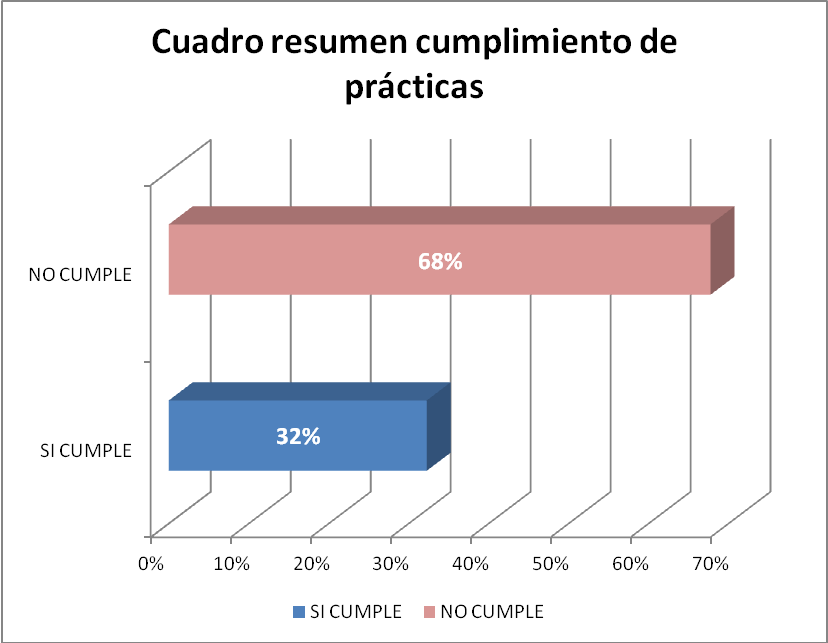 Cuadro resumen cumplimiento de
prácticas
NO CUMPLE
68%
SI CUMPLE
32%
0% 10% 20% 30% 40% 50% 60% 70%
SI CUMPLE NO CUMPLE